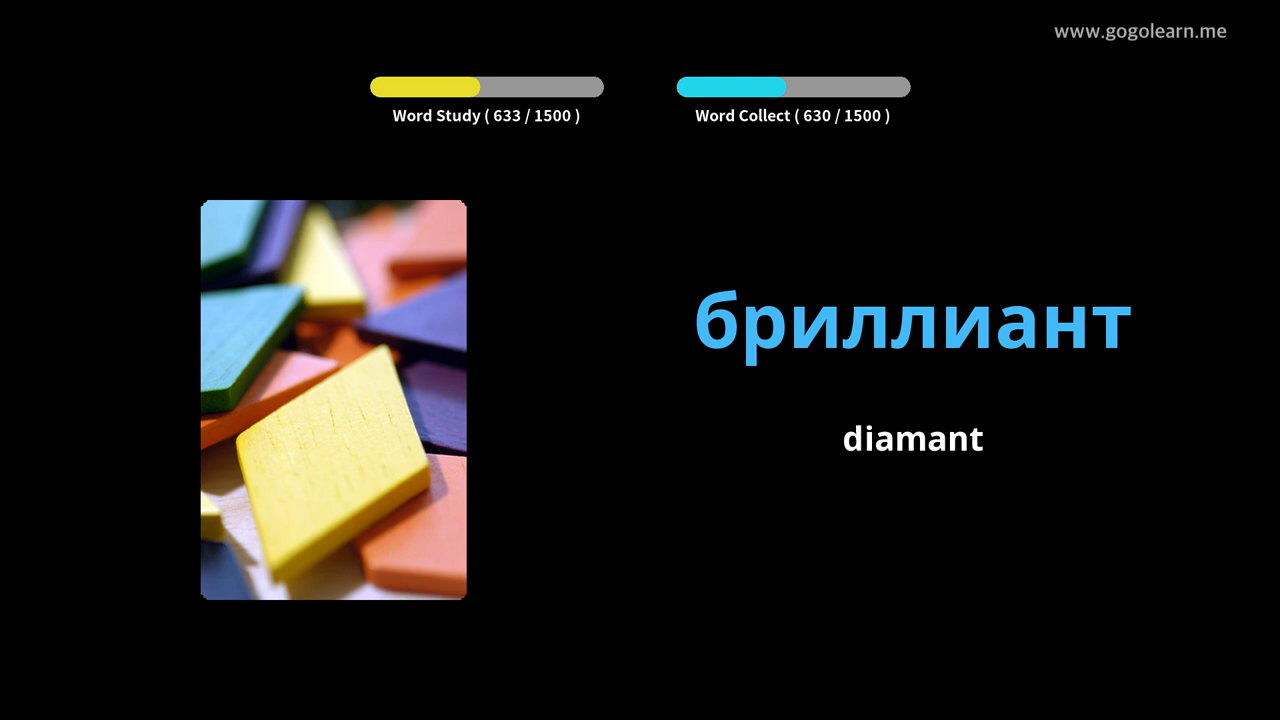 www.gogolearn.me
Word Study ( 633 / 1500 )
Word Collect ( 630 / 1500 )
бриллиант
diamant